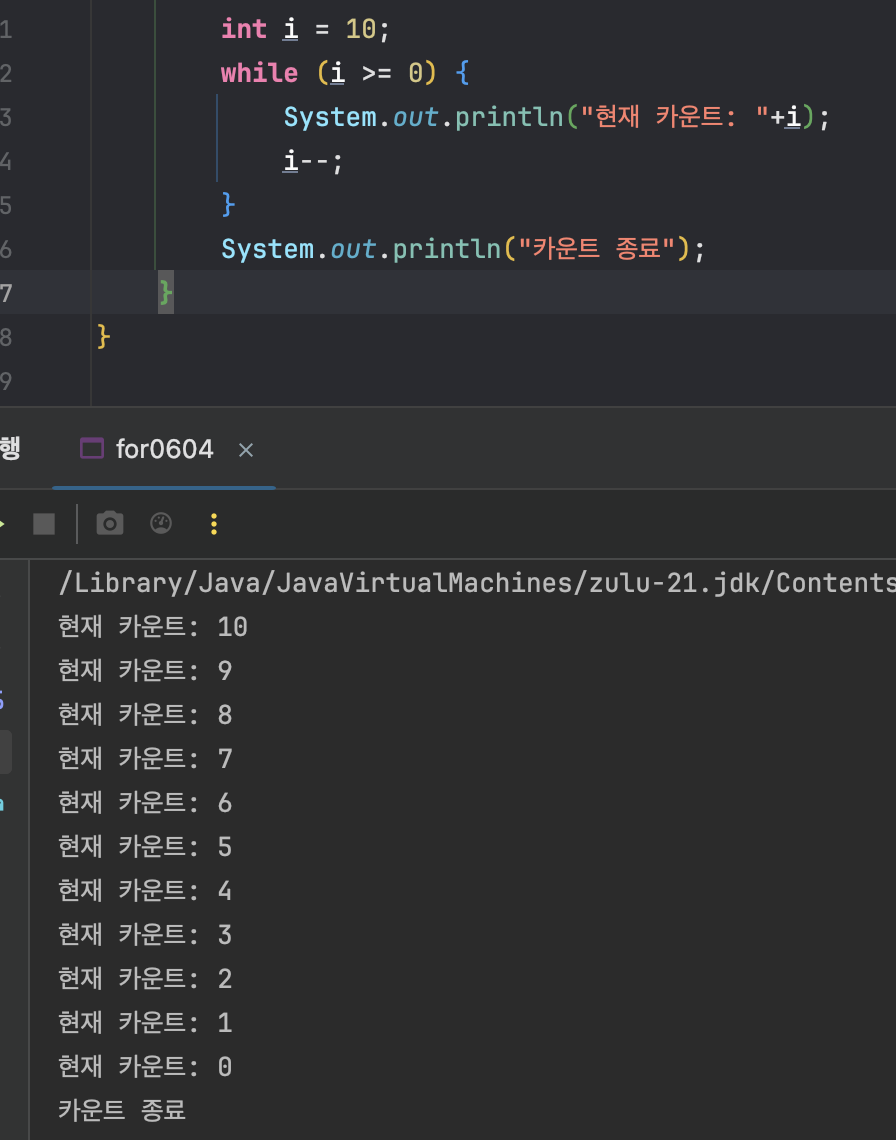 1 int i = 10;
2 while (i >= 0) {
3 System.out.println("현재 카운트: "+i);
4 i--;
5 }
6 System.out.println("카운트 종료");
7 }
8 }
9
행 for0604 ×
/Library/Java/JavaVirtualMachines/zulu-21.jdk/Contents
현재 카운트: 10
현재 카운트: 9
현재 카운트: 8
현재 카운트: 7
현재 카운트: 6
현재 카운트: 5
현재 카운트: 4
현재 카운트: 3
현재 카운트: 2
현재 카운트: 1
현재 카운트: 0
카운트 종료